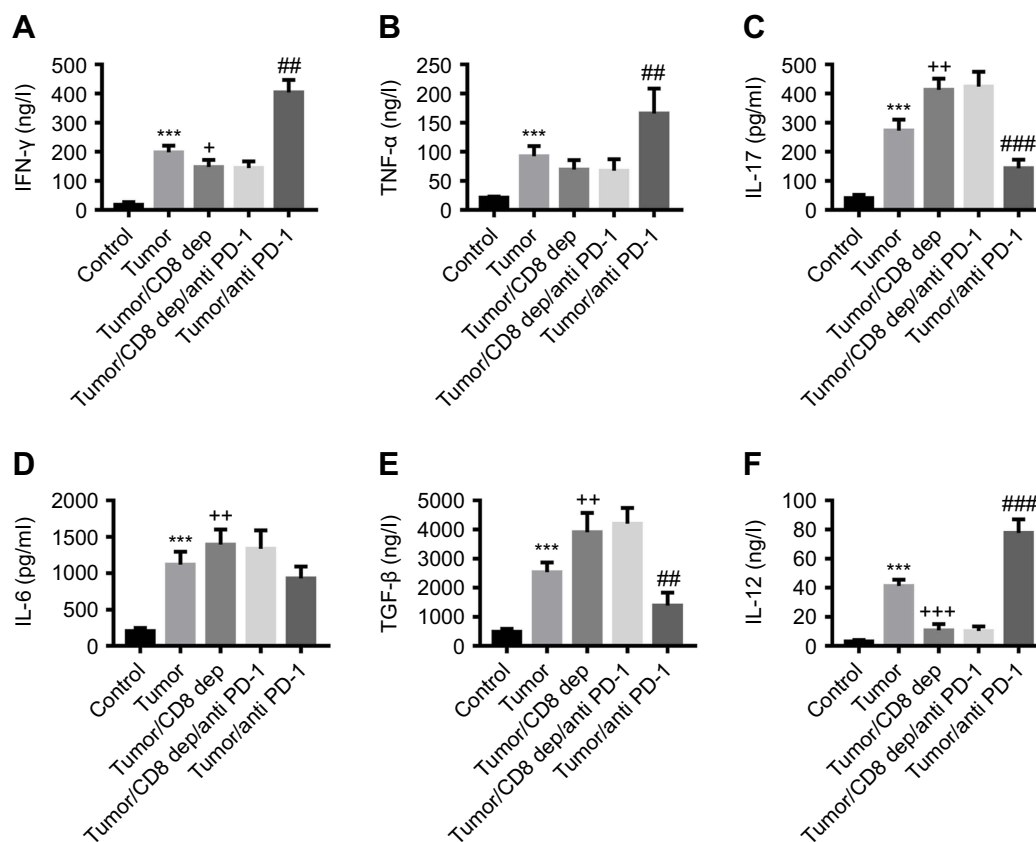 A
IFN-γ (ng/l)
500
400
300
200
100
0
***
+
##
Control
Tumor
Tumor/CD8 dep
Tumor/CD8 dep/anti PD-1
Tumor/anti PD-1
B
TNF-α (ng/l)
250
200
150
100
50
0
***
##
Control
Tumor
Tumor/CD8 dep
Tumor/CD8 dep/anti PD-1
Tumor/anti PD-1
C
IL-17 (pg/ml)
500
400
300
200
100
0
***
++
###
Control
Tumor
Tumor/CD8 dep
Tumor/CD8 dep/anti PD-1
Tumor/anti PD-1
D
IL-6 (pg/ml)
2000
1500
1000
500
0
***
++
Control
Tumor
Tumor/CD8 dep
Tumor/CD8 dep/anti PD-1
Tumor/anti PD-1
E
TGF-β (ng/l)
5000
4000
3000
2000
1000
0
***
++
##
Control
Tumor
Tumor/CD8 dep
Tumor/CD8 dep/anti PD-1
Tumor/anti PD-1
F
IL-12 (ng/l)
100
80
60
40
20
0
***
+++
###
Control
Tumor
Tumor/CD8 dep
Tumor/CD8 dep/anti PD-1
Tumor/anti PD-1